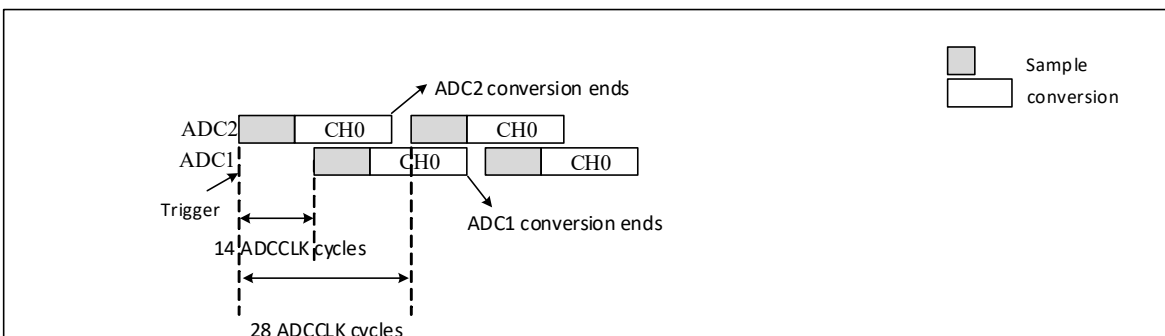 Sample
conversion
ADC2 conversion ends
ADC2
CH0
CH0
ADC1
CH0
CH0
Trigger
ADC1 conversion ends
14 ADCCLK cycles
28 ADCCLK cycles